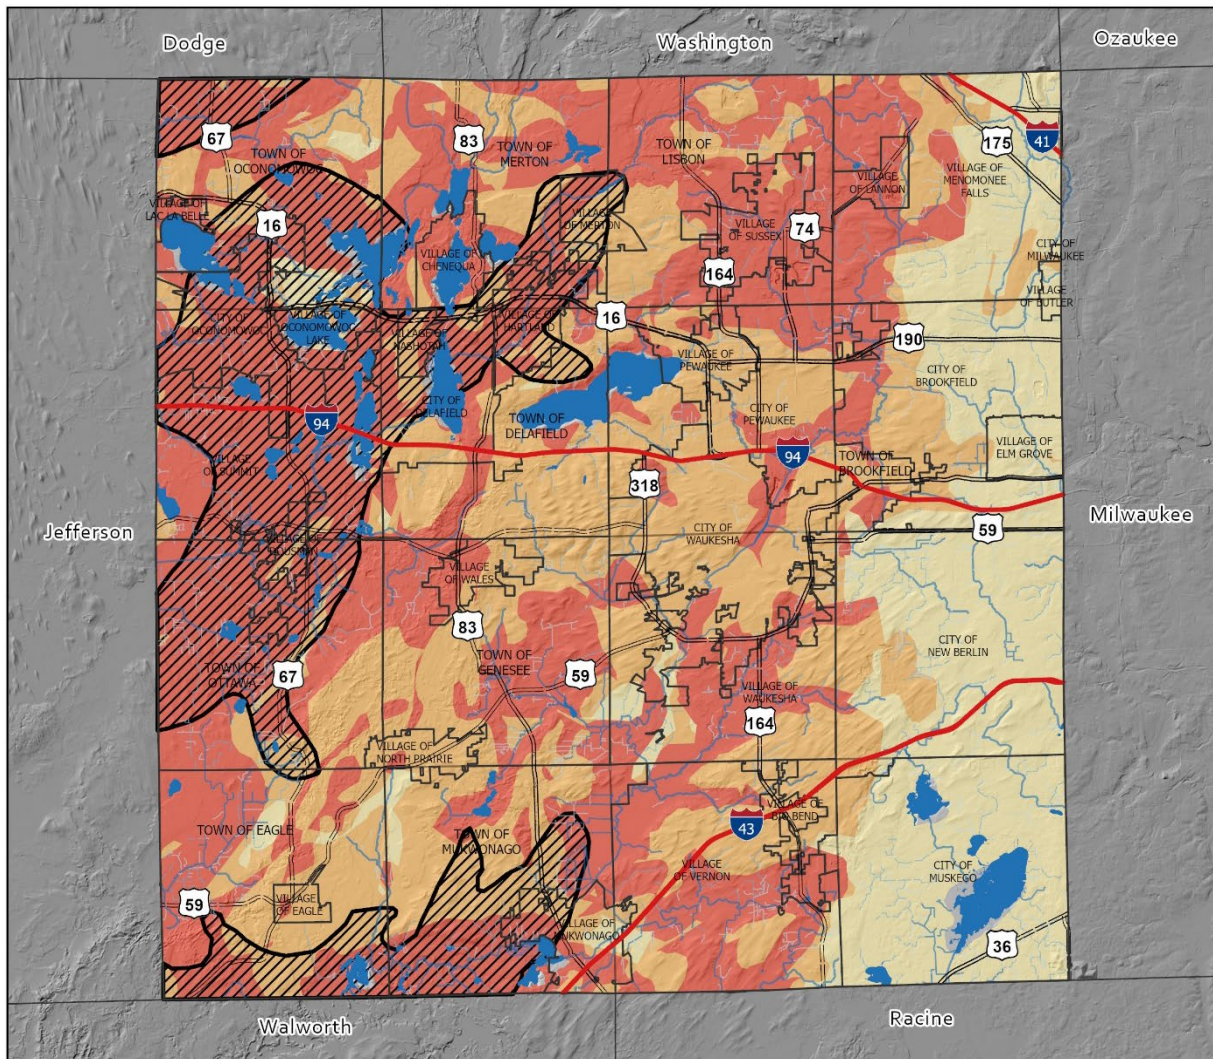 Dodge
Washington
Ozaukee
67
83
41
175
TOWN OF
OCONOMOWOC
TOWN OF
MERTON
TOWN OF
LISBON
VILLAGE OF
LANNON
VILLAGE OF
MENOMONEE
FALLS
VILLAGE OF
LAC LA BELLE
16
VILLAGE
OF MERTON
VILLAGE
OF SUSSEX
74
VILLAGE OF
CHENEQUA
164
CITY OF
MILWAUKEE
VILLAGE
OF BUTLER
CITY OF
OCONOMOWOC
VILLAGE OF
OCONOMOWOC
LAKE
VILLAGE
OF
NASHOTAH
VILLAGE OF
HARTLAND
16
190
VILLAGE OF
PEWAUKEE
CITY OF
BROOKFIELD
94
CITY OF
DELAFIELD
TOWN OF
DELAFIELD
CITY OF
PEWAUKEE
VILLAGE OF
ELM GROVE
VILLAGE
OF SUMMIT
94
TOWN OF
BROOKFIELD
318
Jefferson
Milwaukee
VILLAGE OF
DOUSMAN
CITY OF
WAUKESHA
59
VILLAGE
OF WALES
83
TOWN OF
GENESEE
CITY OF
NEW BERLIN
TOWN OF
OTTAWA
67
59
VILLAGE OF
WAUKESHA
164
VILLAGE OF
NORTH PRAIRIE
TOWN OF EAGLE
TOWN OF
MUKWONAGO
43
VILLAGE OF
BIG BEND
VILLAGE
OF VERNON
CITY OF
MUSKEGO
59
VILLAGE
OF EAGLE
VILLAGE OF
MUKWONAGO
36
Walworth
Racine